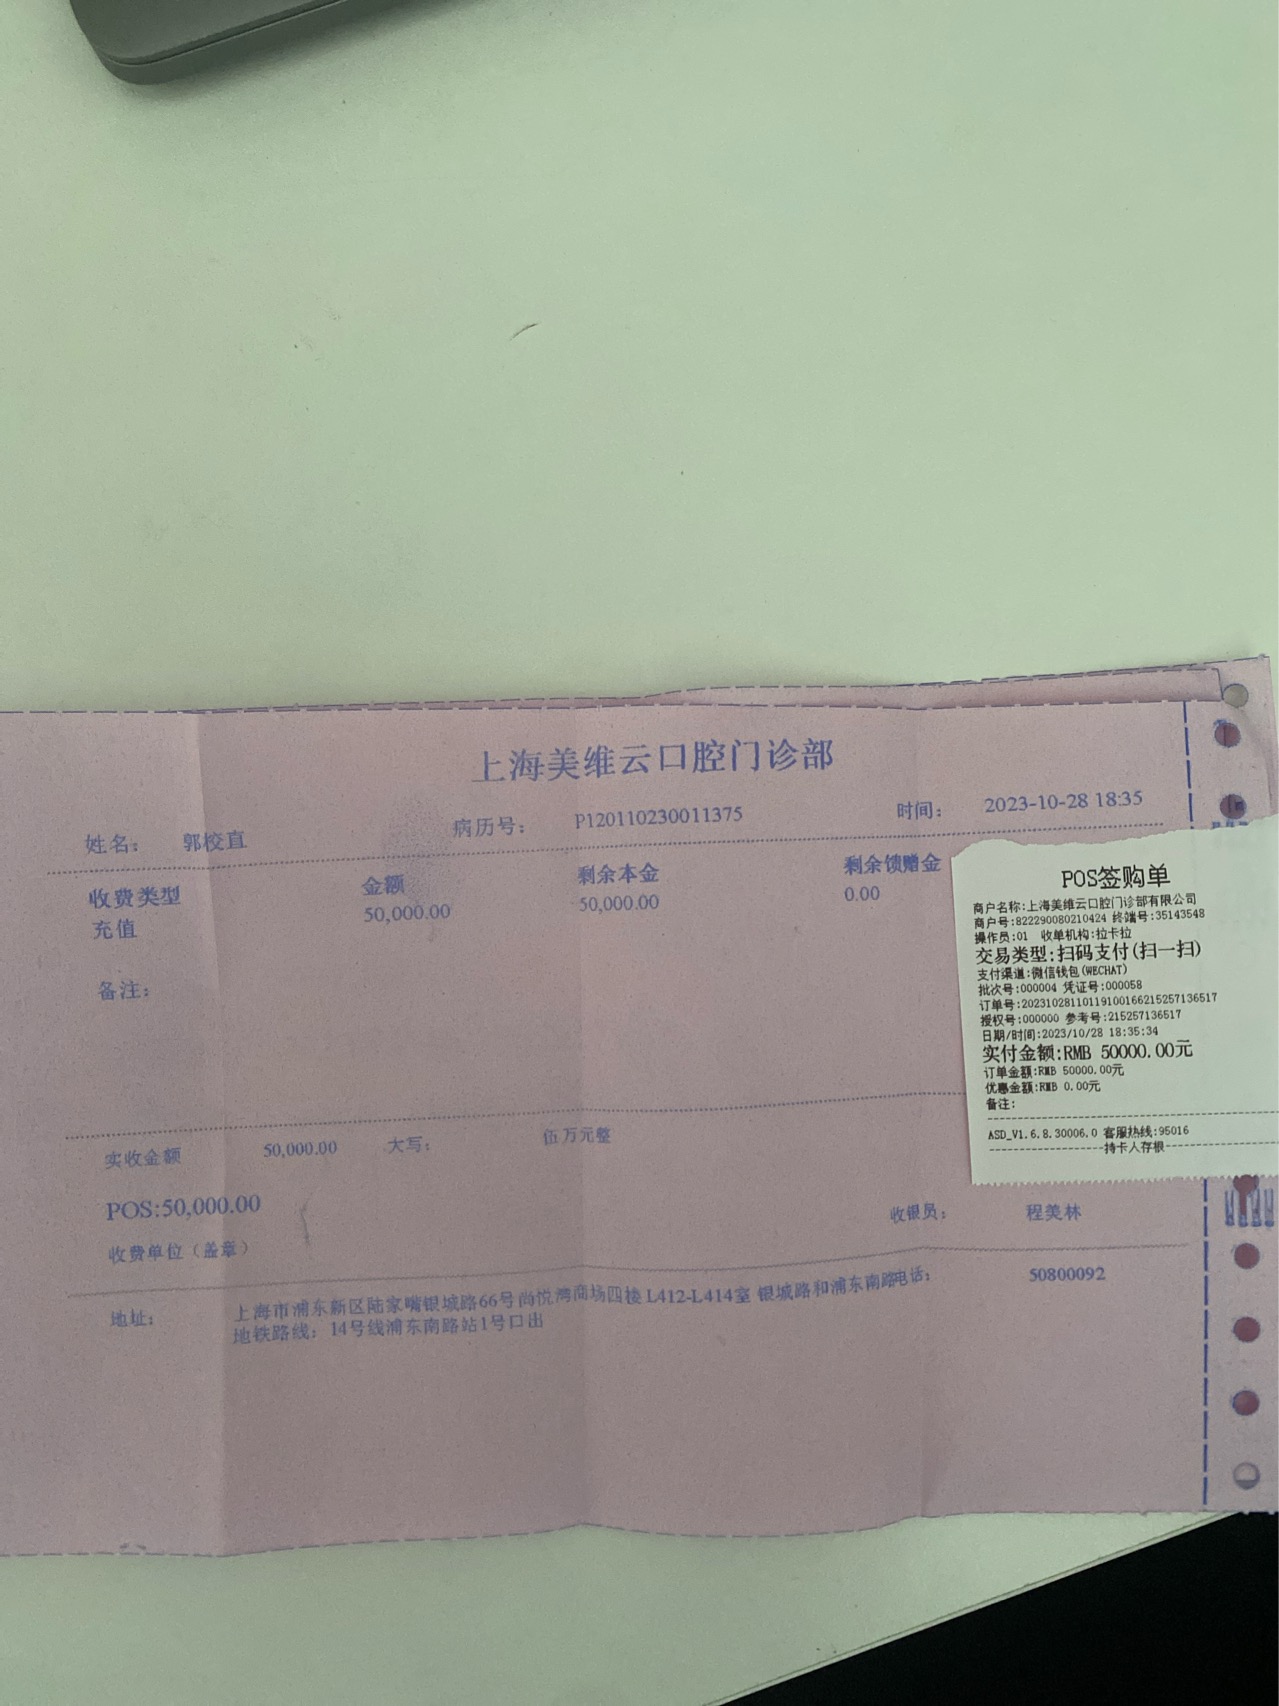 上海美维云口腔门诊部
姓名： 郭校直 病历号： P120110230011375 时间： 2023-10-28 18:35
收费类型 金额 剩余本金 剩余馈赠金
充值 50,000.00 50,000.00 0.00
备注：
实收金额 50,000.00 大写： 伍万元整
POS:50,000.00
收费单位（盖章） 收银员： 程美林
地址： 上海市浦东新区陆家嘴银城路66号尚悦湾商场四楼 L412-L414室 银城路和浦东南路 电话： 50800092
地铁路线：14号线浦东南路站1号口出
POS签购单
商户名称:上海美维云口腔门诊部有限公司
商户号:822290080210424 终端号:35143548
操作员:01 收单机构:拉卡拉
交易类型:扫码支付(扫一扫)
支付渠道:微信钱包(WECHAT)
批次号:000004 凭证号:000058
订单号:20231028110119100166215257136517
授权号:000000 参考号:215257136517
日期/时间:2023/10/28 18:35:34
实付金额:RMB 50000.00元
订单金额:RMB 50000.00元
优惠金额:RMB 0.00元
备注:
ASD_V1.6.8.30006.0 客服热线:95016
持卡人存根